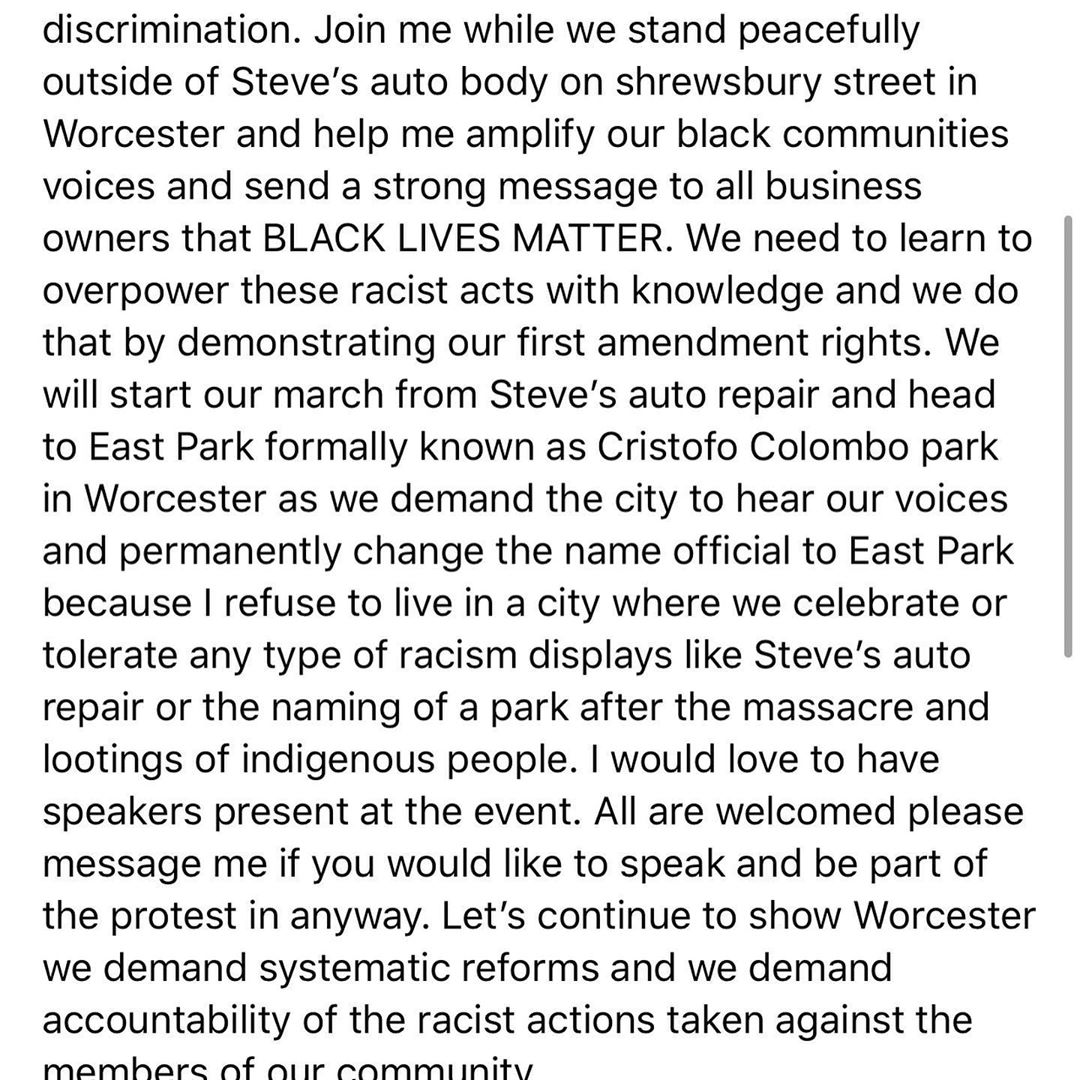 discrimination. Join me while we stand peacefully
outside of Steve’s auto body on shrewsbury street in
Worcester and help me amplify our black communities
voices and send a strong message to all business
owners that BLACK LIVES MATTER. We need to learn to
overpower these racist acts with knowledge and we do
that by demonstrating our first amendment rights. We
will start our march from Steve’s auto repair and head
to East Park formally known as Cristofo Colombo park
in Worcester as we demand the city to hear our voices
and permanently change the name official to East Park
because I refuse to live in a city where we celebrate or
tolerate any type of racism displays like Steve’s auto
repair or the naming of a park after the massacre and
lootings of indigenous people. I would love to have
speakers present at the event. All are welcomed please
message me if you would like to speak and be part of
the protest in anyway. Let’s continue to show Worcester
we demand systematic reforms and we demand
accountability of the racist actions taken against the
members of our community